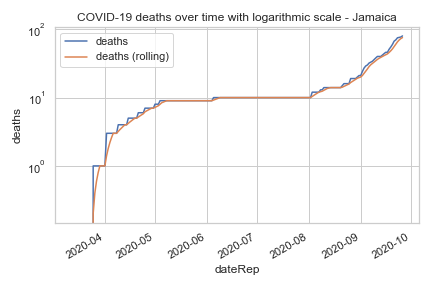 COVID-19 deaths over time with logarithmic scale - Jamaica
deaths
deaths (rolling)
10²
10¹
10⁰
deaths
2020-04
2020-05
2020-06
2020-07
2020-08
2020-09
2020-10
dateRep